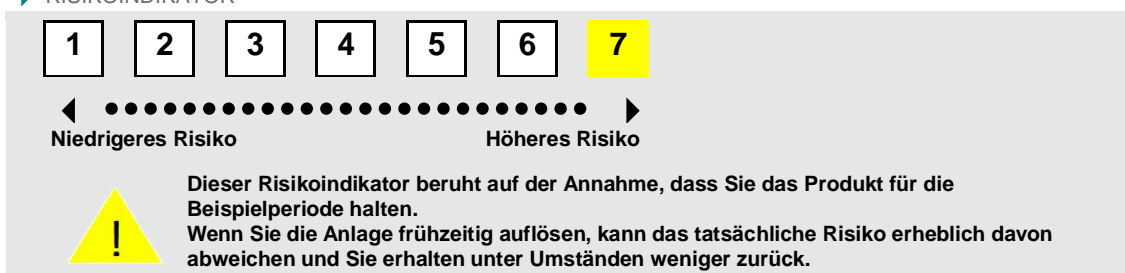 RISIKOINDIKATOR
1 2 3 4 5 6 7
Niedrigeres Risiko Höheres Risiko
!
Dieser Risikoindikator beruht auf der Annahme, dass Sie das Produkt für die
Beispielperiode halten.
Wenn Sie die Anlage frühzeitig auflösen, kann das tatsächliche Risiko erheblich davon
abweichen und Sie erhalten unter Umständen weniger zurück.